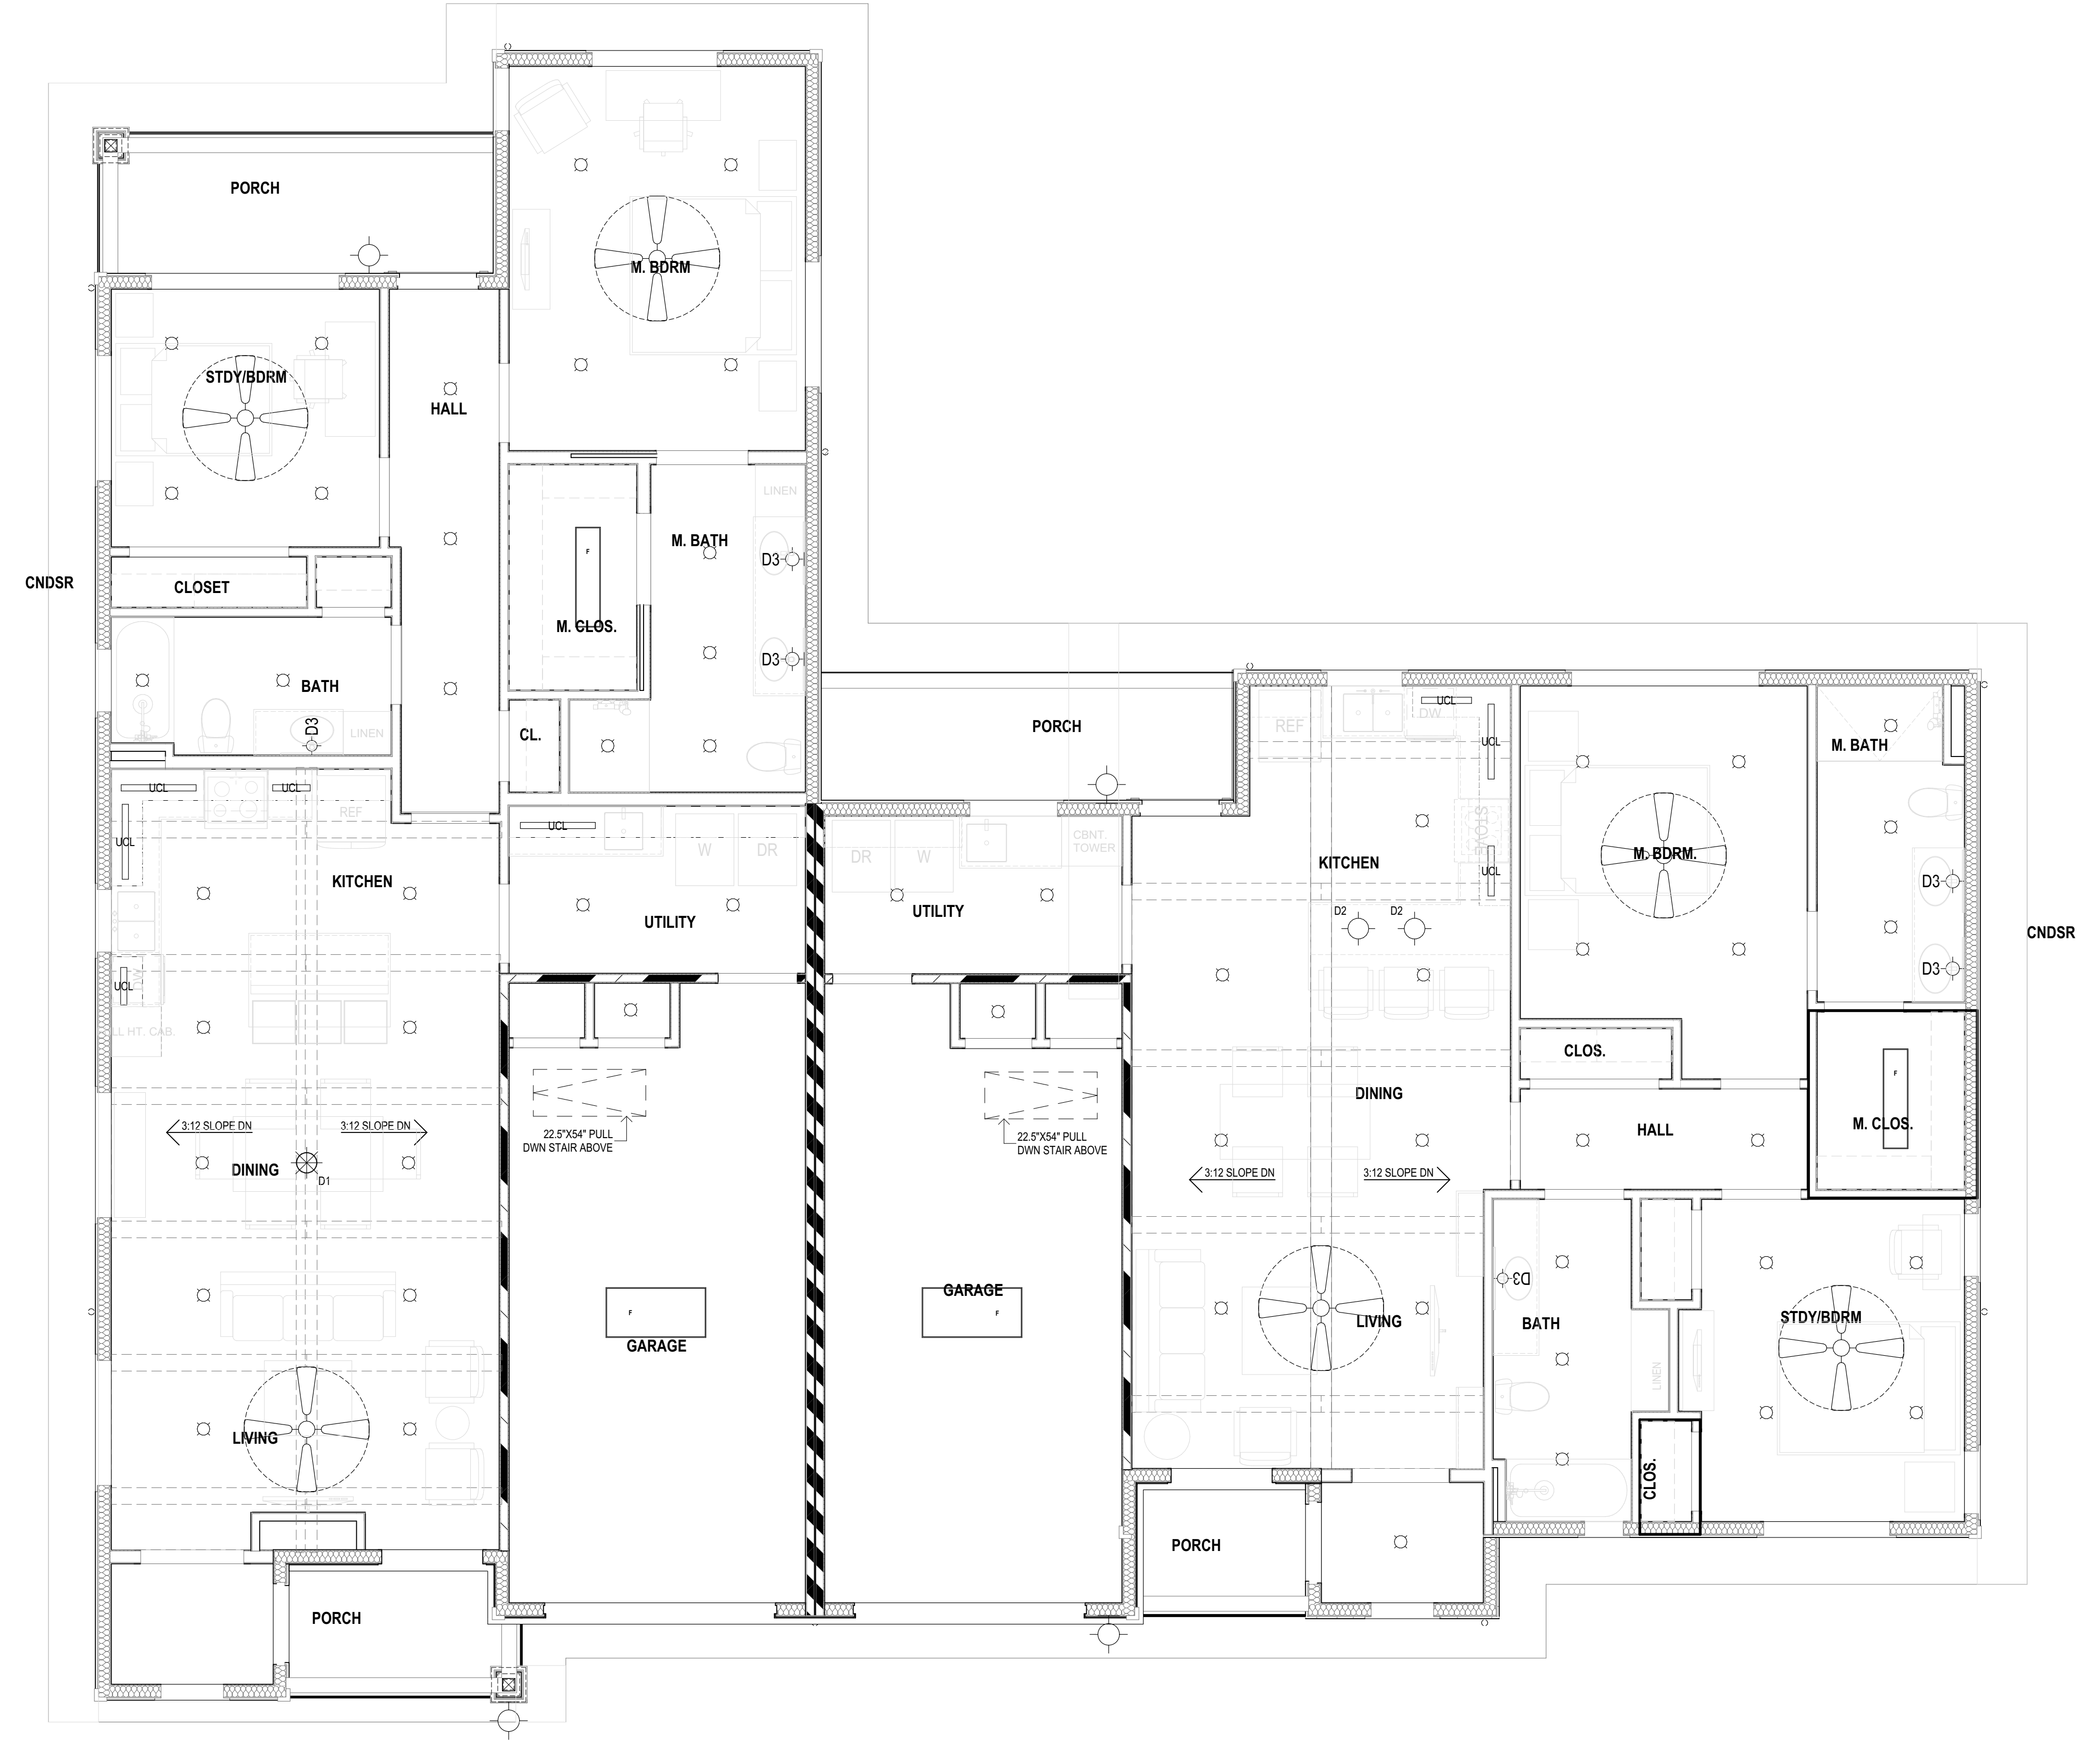 PORCH
M. BDRM
STDY/BDRM
HALL
LINEN
M. BATH
D3
F
CLOSET
CNDSR
M. CLOS.
D3
BATH
D3
LINEN
CL.
PORCH
UCL
UCL
REF
UCL
UCL
W
DR
KITCHEN
UTILITY
DW
UCL
LL HT. CAB.
DR
W
CBNT.
TOWER
UTILITY
REF
DW
UCL
UCL
STOVE
KITCHEN
UCL
D2
D2
M. BDRM.
M. BATH
D3
D3
CNDSR
CLOS.
F
M. CLOS.
HALL
DINING
3:12 SLOPE DN
3:12 SLOPE DN
DINING
D1
22.5"X54" PULL
DWN STAIR ABOVE
22.5"X54" PULL
DWN STAIR ABOVE
3:12 SLOPE DN
3:12 SLOPE DN
F
GARAGE
GARAGE
F
LIVING
D3
BATH
LINEN
STDY/BDRM
CLOS.
LIVING
PORCH
PORCH